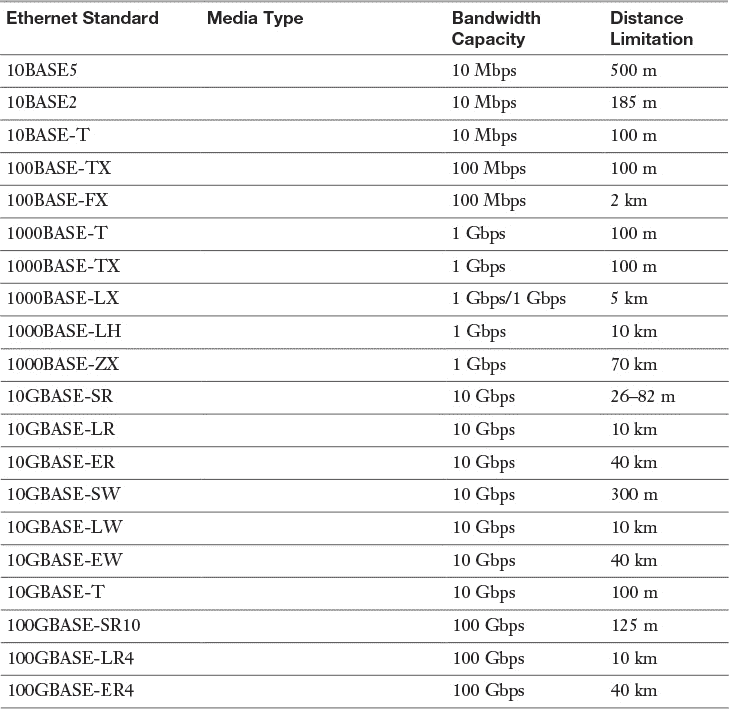 Ethernet Standard Media Type Bandwidth Capacity Distance Limitation
10BASE5 10 Mbps 500 m
10BASE2 10 Mbps 185 m
10BASE-T 10 Mbps 100 m
100BASE-TX 100 Mbps 100 m
100BASE-FX 100 Mbps 2 km
1000BASE-T 1 Gbps 100 m
1000BASE-TX 1 Gbps 100 m
1000BASE-LX 1 Gbps/1 Gbps 5 km
1000BASE-LH 1 Gbps 10 km
1000BASE-ZX 1 Gbps 70 km
10GBASE-SR 10 Gbps 26–82 m
10GBASE-LR 10 Gbps 10 km
10GBASE-ER 10 Gbps 40 km
10GBASE-SW 10 Gbps 300 m
10GBASE-LW 10 Gbps 10 km
10GBASE-EW 10 Gbps 40 km
10GBASE-T 10 Gbps 100 m
100GBASE-SR10 100 Gbps 125 m
100GBASE-LR4 100 Gbps 10 km
100GBASE-ER4 100 Gbps 40 km